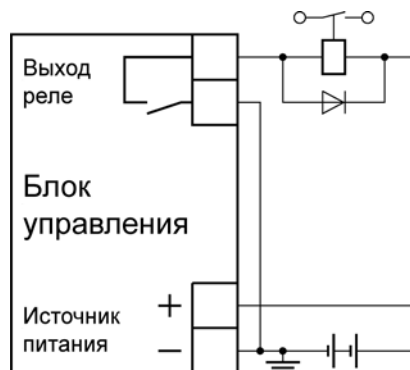 Выход
реле
Блок
управления
+
Источник
питания
−